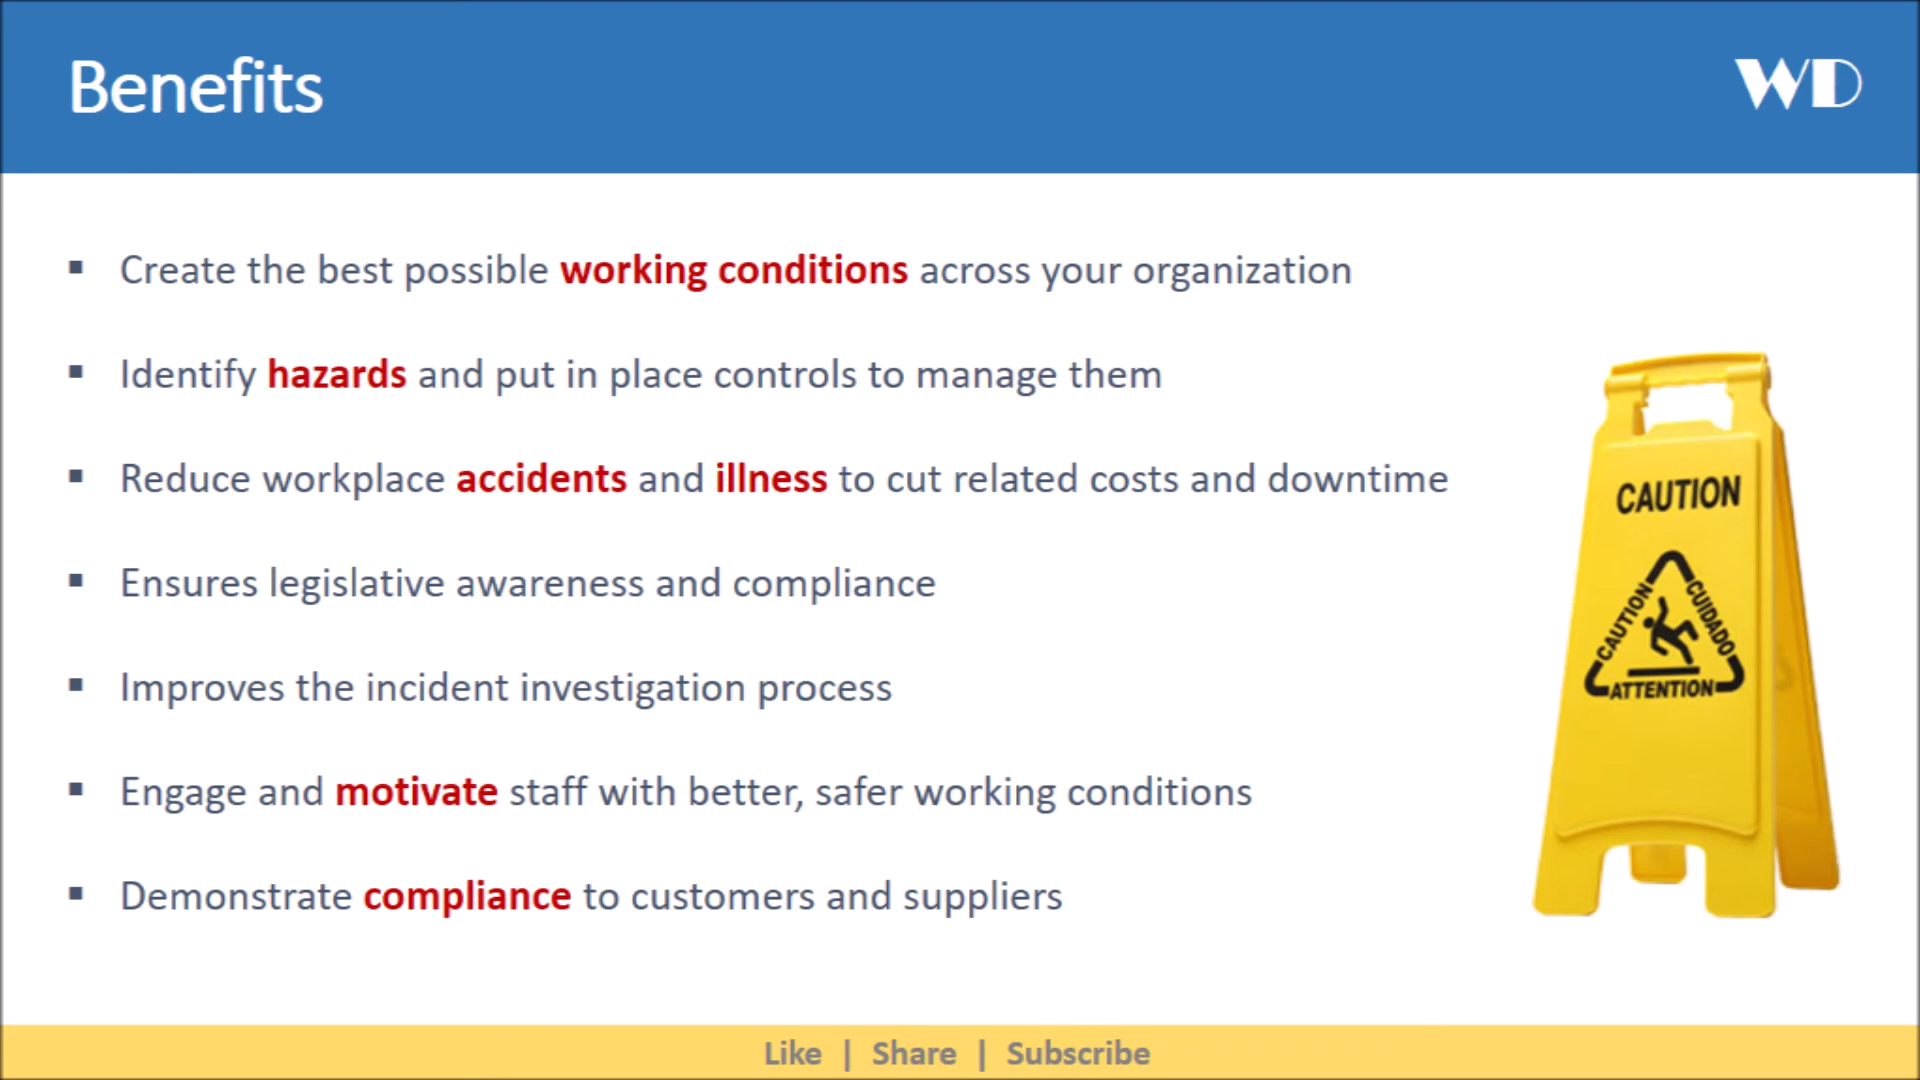 Benefits
WD
▪ Create the best possible working conditions across your organization
▪ Identify hazards and put in place controls to manage them
▪ Reduce workplace accidents and illness to cut related costs and downtime
▪ Ensures legislative awareness and compliance
▪ Improves the incident investigation process
▪ Engage and motivate staff with better, safer working conditions
▪ Demonstrate compliance to customers and suppliers
CAUTION
CAUTION
CUIDADO
ATTENTION
Like | Share | Subscribe